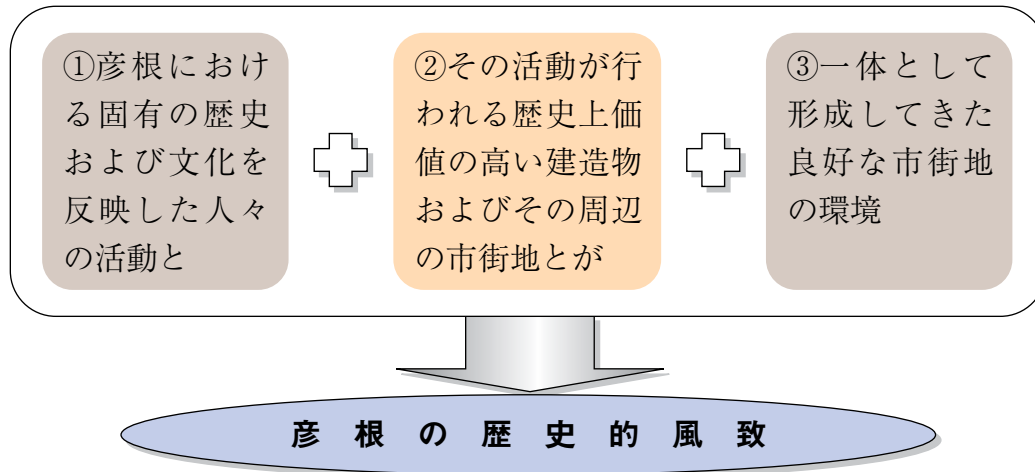 ①彦根におけ
る固有の歴史
および文化を
反映した人々
の活動と
②その活動が行
われる歴史上価
値の高い建造物
およびその周辺
の市街地とが
③一体として
形成してきた
良好な市街地
の環境
彦根の歴史的風致